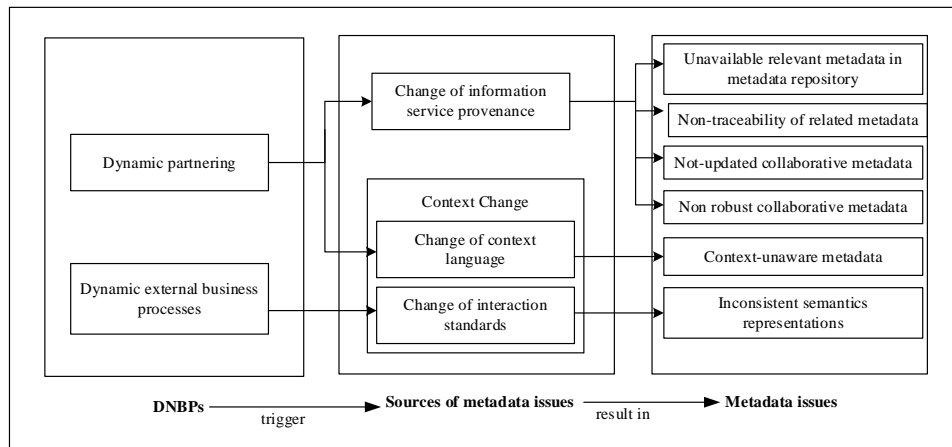 Dynamic partnering
Dynamic external business
processes
Change of information
service provenance
Context Change
Change of context
language
Change of interaction
standards
Unavailable relevant metadata in
metadata repository
Non-traceability of related metadata
Not-updated collaborative metadata
Non robust collaborative metadata
Context-unaware metadata
Inconsistent semantics
representations
DNBPs
trigger
Sources of metadata issues
result in
Metadata issues